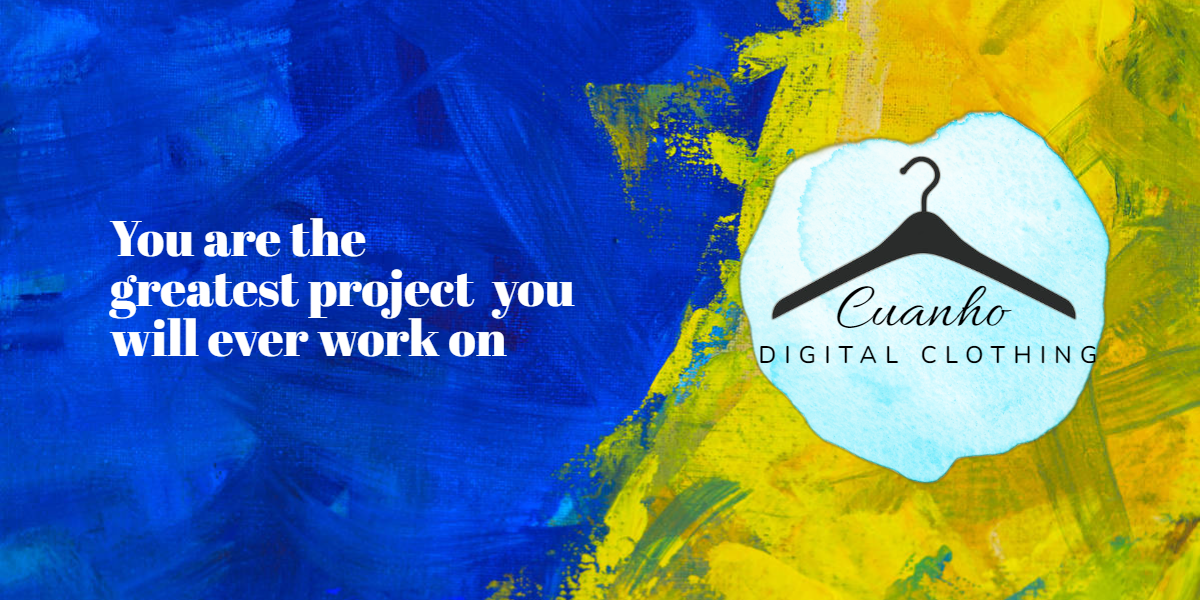 You are the
greatest project you
will ever work on
Cuanho
DIGITAL CLOTHING